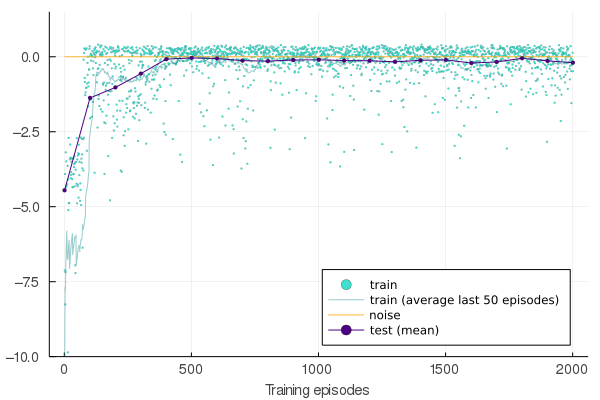 0.0
−2.5
−5.0
−7.5
−10.0
train
train (average last 50 episodes)
noise
test (mean)
0
500
1000
1500
2000
Training episodes